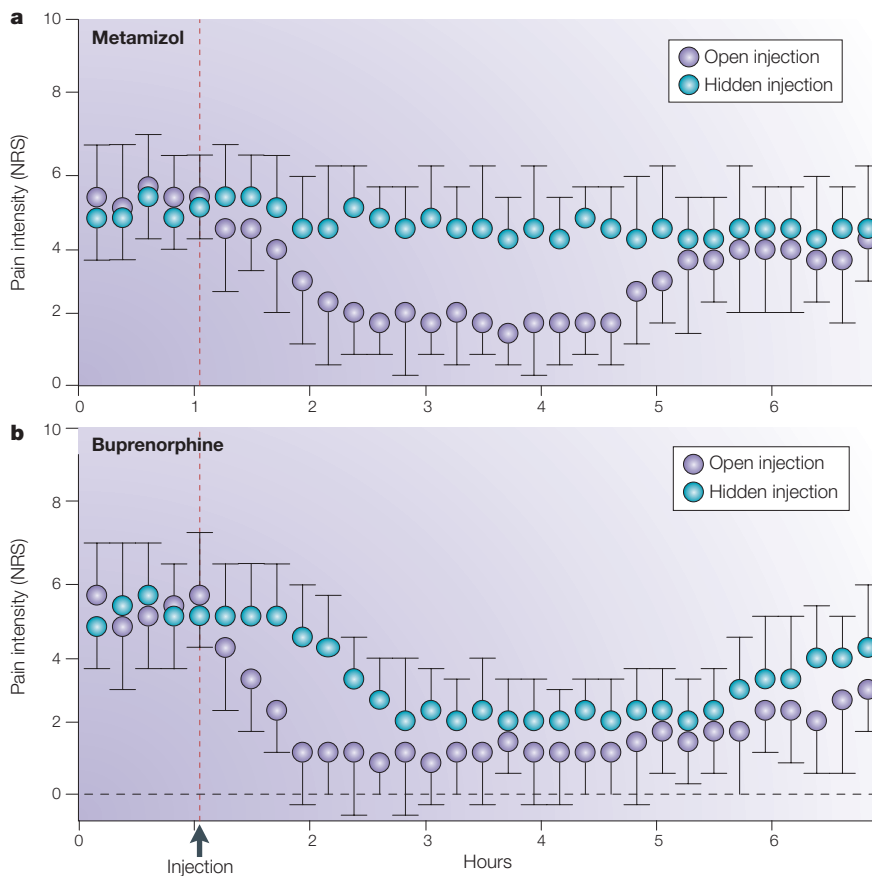 a
Metamizol
Open injection
Hidden injection
Pain intensity (NRS)
10
8
6
4
2
0
0 1 2 3 4 5 6
b
Buprenorphine
Open injection
Hidden injection
Pain intensity (NRS)
10
8
6
4
2
0
0 2 3 4 5 6
Injection
Hours